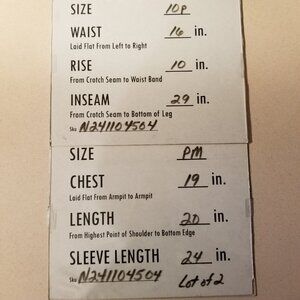 SIZE 10P
WAIST 16 in.
Laid Flat From Left to Right
RISE 10 in.
From Crotch Seam to Waist Band
INSEAM 29 in.
From Crotch Seam to Bottom of Leg
Sku N241104504
SIZE PM
CHEST 19 in.
Laid Flat From Armpit to Armpit
LENGTH 20 in.
From Highest Point of Shoulder to Bottom Edge
SLEEVE LENGTH 24 in.
Sku N241104504 Lot of 2